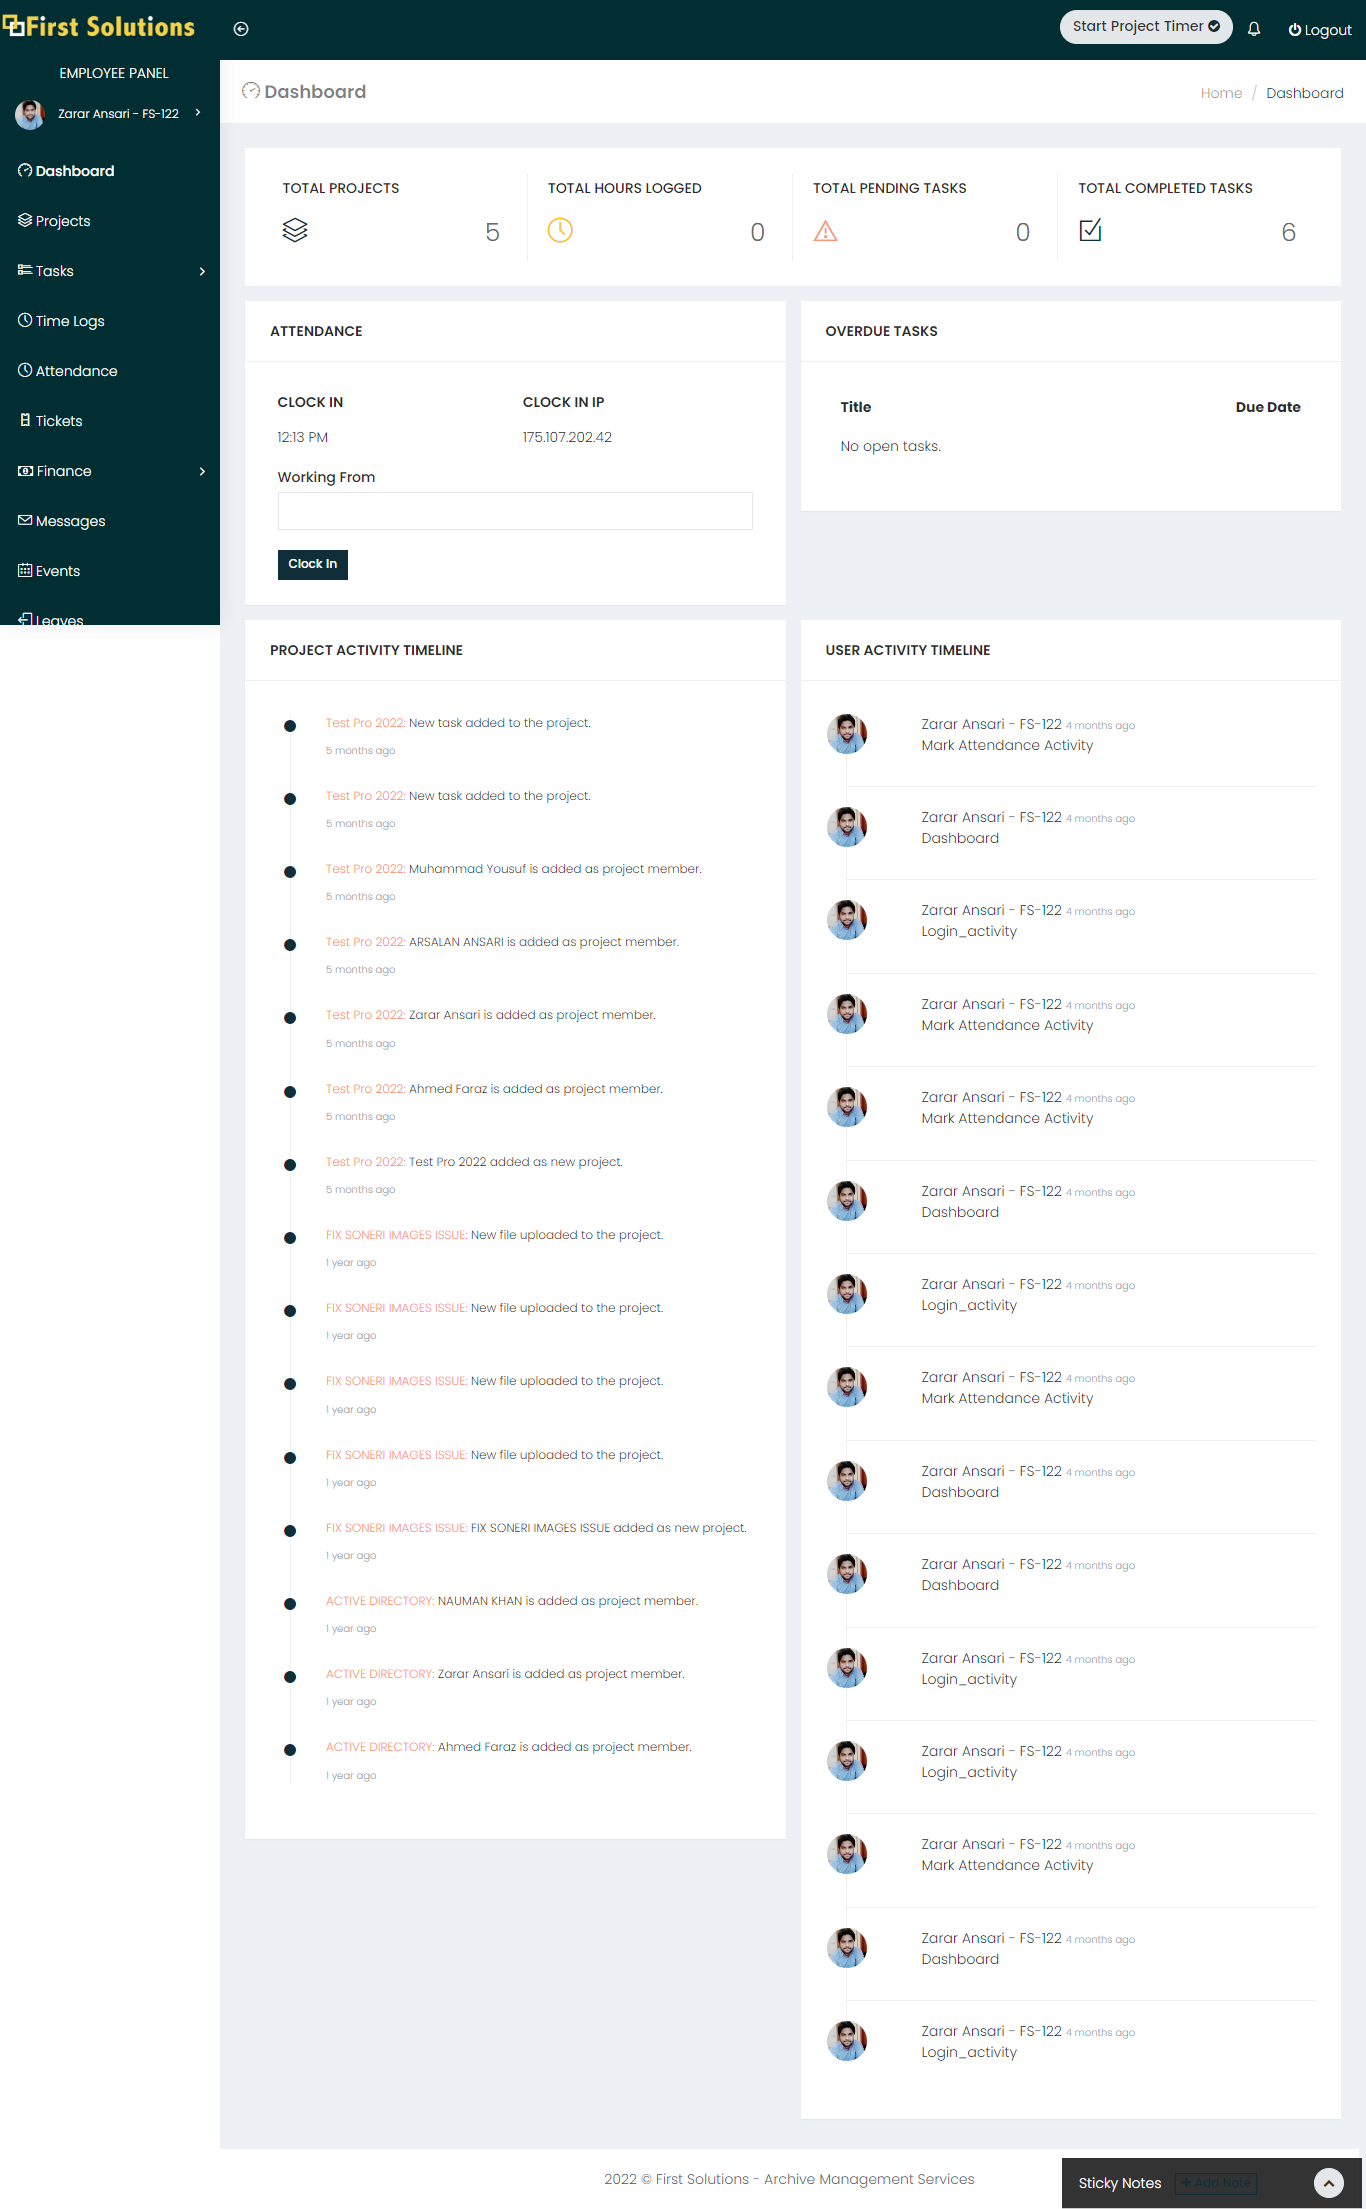 First Solutions
Start Project Timer
Logout
EMPLOYEE PANEL
Zarar Ansari - FS-122
Dashboard
Projects
Tasks
Time Logs
Attendance
Tickets
Finance
Messages
Events
Leaves
Dashboard
Home / Dashboard
TOTAL PROJECTS
5
TOTAL HOURS LOGGED
0
TOTAL PENDING TASKS
0
TOTAL COMPLETED TASKS
6
ATTENDANCE
CLOCK IN
12:13 PM
CLOCK IN IP
175.107.202.42
Working From
Clock In
OVERDUE TASKS
Title Due Date
No open tasks.
PROJECT ACTIVITY TIMELINE
Test Pro 2022: New task added to the project.
5 months ago
Test Pro 2022: New task added to the project.
5 months ago
Test Pro 2022: Muhammad Yousuf is added as project member.
5 months ago
Test Pro 2022: ARSALAN ANSARI is added as project member.
5 months ago
Test Pro 2022: Zarar Ansari is added as project member.
5 months ago
Test Pro 2022: Ahmed Faraz is added as project member.
5 months ago
Test Pro 2022: Test Pro 2022 added as new project.
5 months ago
FIX SONERI IMAGES ISSUE: New file uploaded to the project.
1 year ago
FIX SONERI IMAGES ISSUE: New file uploaded to the project.
1 year ago
FIX SONERI IMAGES ISSUE: New file uploaded to the project.
1 year ago
FIX SONERI IMAGES ISSUE: New file uploaded to the project.
1 year ago
FIX SONERI IMAGES ISSUE: FIX SONERI IMAGES ISSUE added as new project.
1 year ago
ACTIVE DIRECTORY: NAUMAN KHAN is added as project member.
1 year ago
ACTIVE DIRECTORY: Zarar Ansari is added as project member.
1 year ago
ACTIVE DIRECTORY: Ahmed Faraz is added as project member.
1 year ago
USER ACTIVITY TIMELINE
Zarar Ansari - FS-122 4 months ago
Mark Attendance Activity
Zarar Ansari - FS-122 4 months ago
Dashboard
Zarar Ansari - FS-122 4 months ago
Login_activity
Zarar Ansari - FS-122 4 months ago
Mark Attendance Activity
Zarar Ansari - FS-122 4 months ago
Mark Attendance Activity
Zarar Ansari - FS-122 4 months ago
Dashboard
Zarar Ansari - FS-122 4 months ago
Login_activity
Zarar Ansari - FS-122 4 months ago
Mark Attendance Activity
Zarar Ansari - FS-122 4 months ago
Dashboard
Zarar Ansari - FS-122 4 months ago
Dashboard
Zarar Ansari - FS-122 4 months ago
Login_activity
Zarar Ansari - FS-122 4 months ago
Login_activity
Zarar Ansari - FS-122 4 months ago
Mark Attendance Activity
Zarar Ansari - FS-122 4 months ago
Dashboard
Zarar Ansari - FS-122 4 months ago
Login_activity
2022 © First Solutions - Archive Management Services
Sticky Notes + Add Note